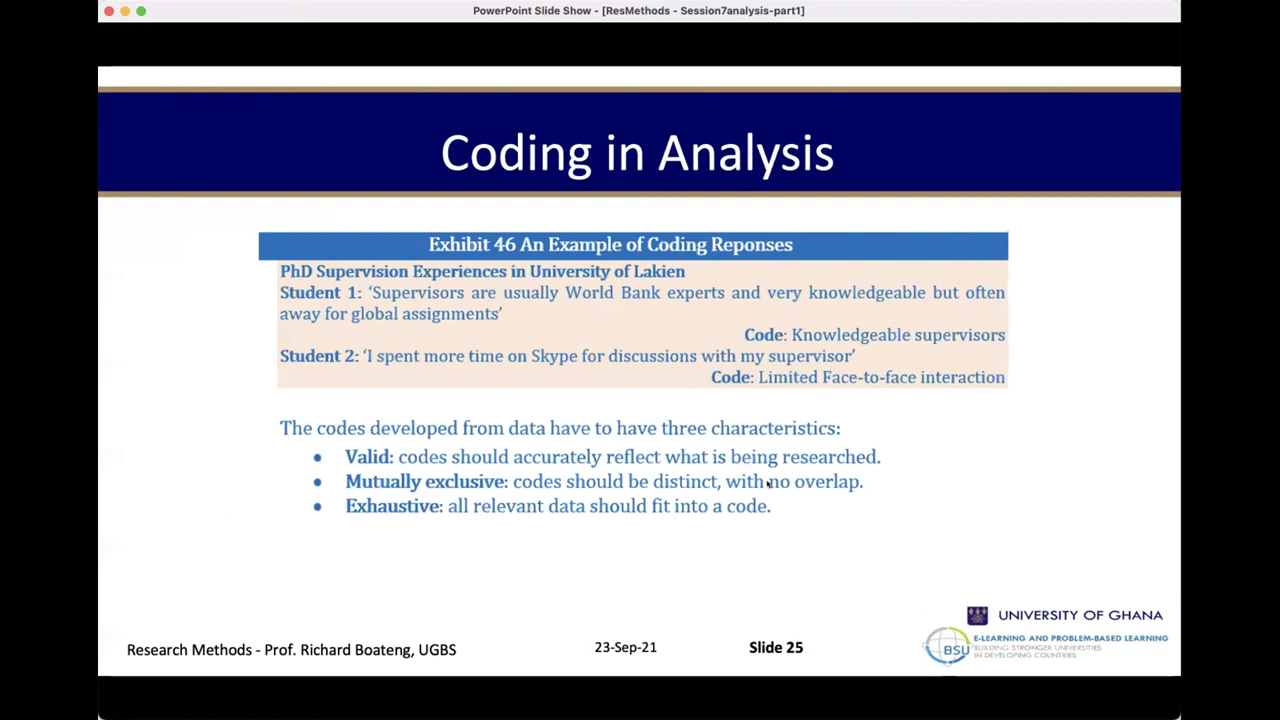 PowerPoint Slide Show - [ResMethods - Session7analysis-part1]
Coding in Analysis
Exhibit 46 An Example of Coding Reponses
PhD Supervision Experiences in University of Lakien
Student 1: ‘Supervisors are usually World Bank experts and very knowledgeable but often
away for global assignments’
Code: Knowledgeable supervisors
Student 2: ‘I spent more time on Skype for discussions with my supervisor’
Code: Limited Face-to-face interaction
The codes developed from data have to have three characteristics:
• Valid: codes should accurately reflect what is being researched.
• Mutually exclusive: codes should be distinct, with no overlap.
• Exhaustive: all relevant data should fit into a code.
UNIVERSITY OF GHANA
Research Methods - Prof. Richard Boateng, UGBS
23-Sep-21
Slide 25
BSU
E-LEARNING AND PROBLEM-BASED LEARNING
BUILDING STRONGER UNIVERSITIES
IN DEVELOPING COUNTRIES